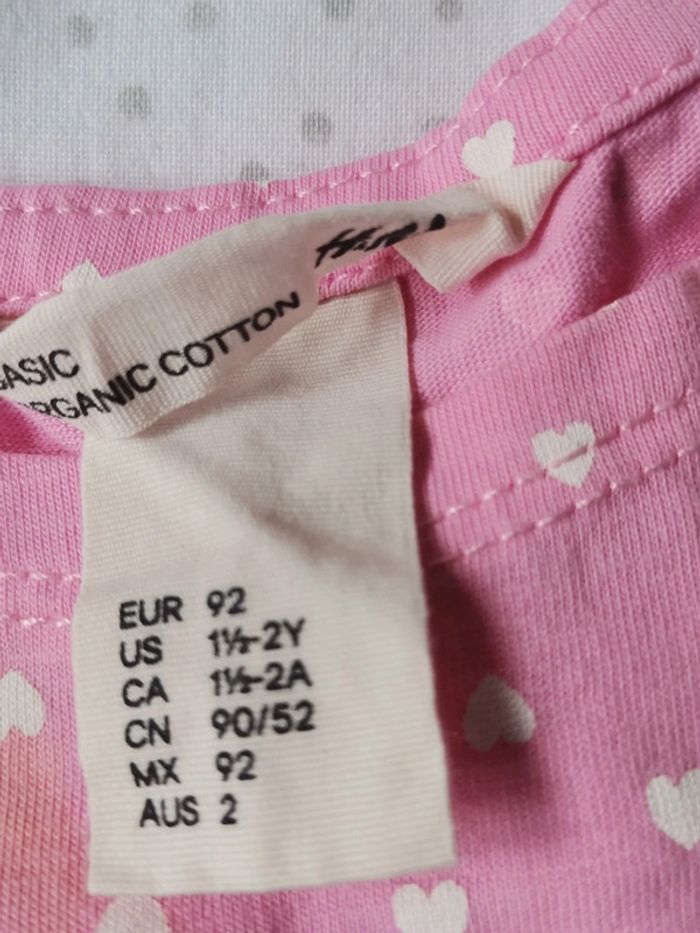 H&M
BASIC
ORGANIC COTTON
EUR 92
US 1½-2Y
CA 1½-2A
CN 90/52
MX 92
AUS 2